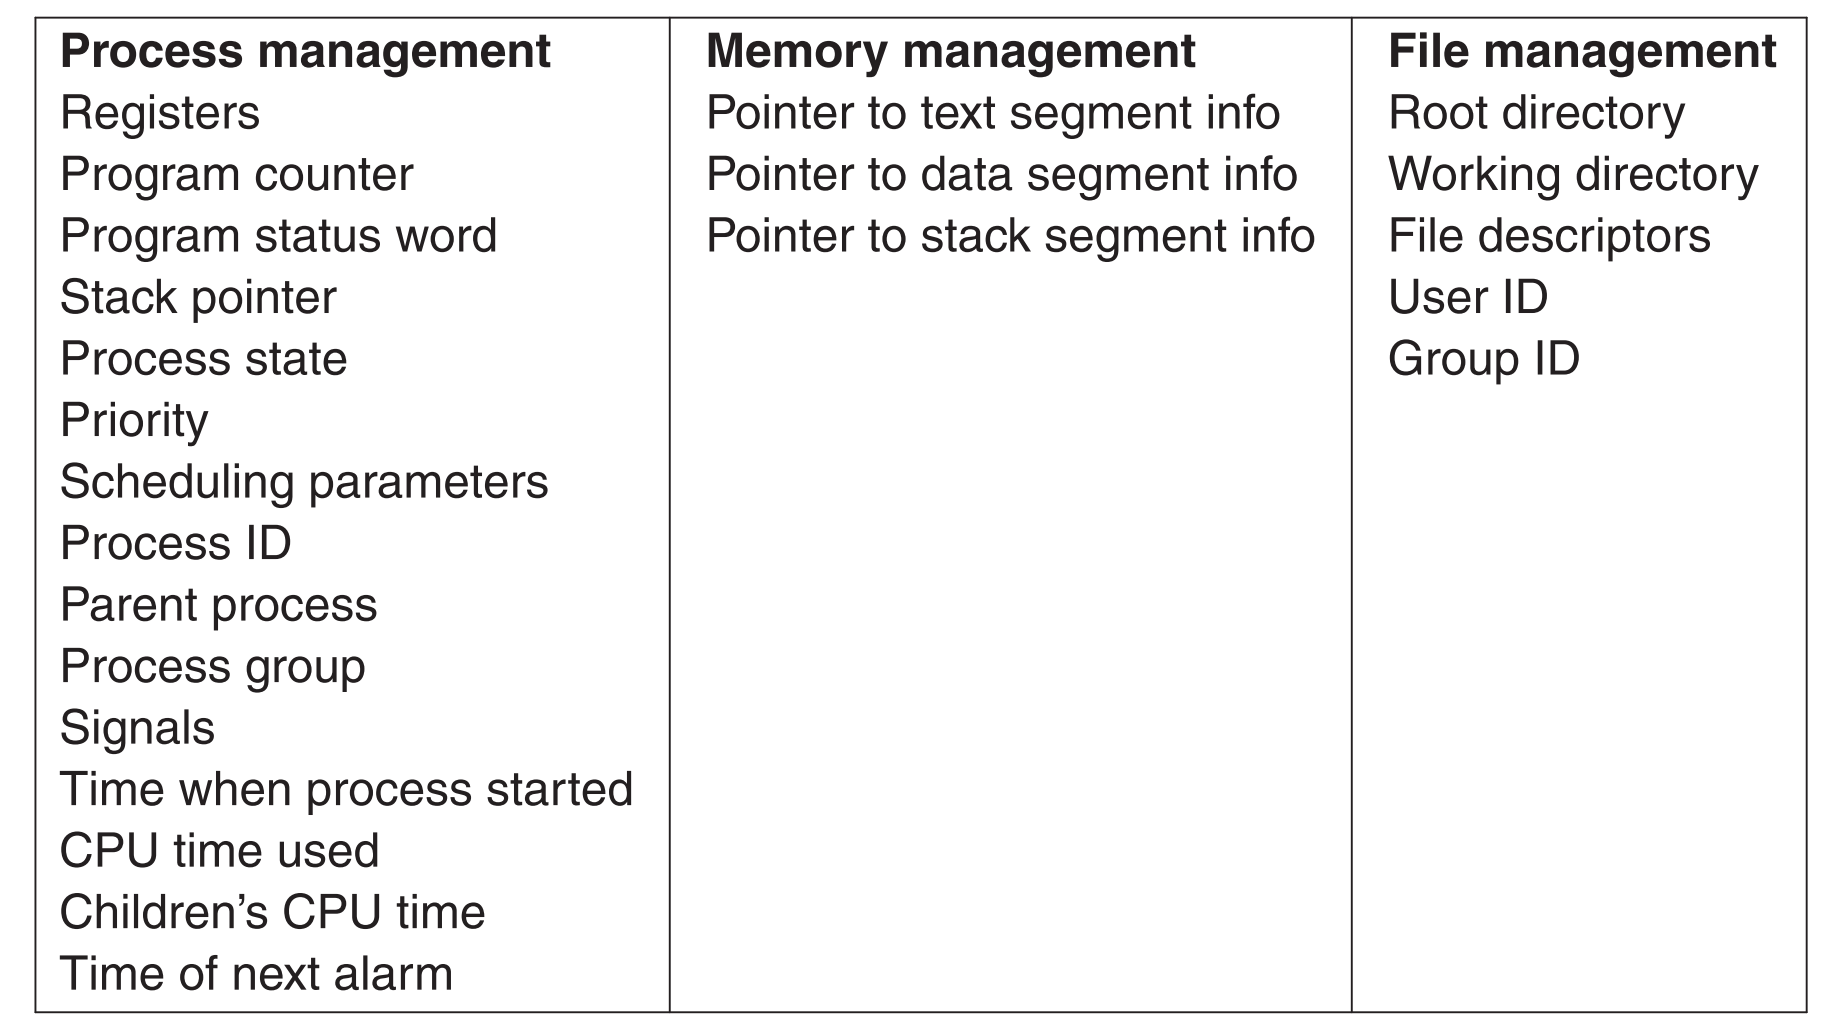 Process management
Registers
Program counter
Program status word
Stack pointer
Process state
Priority
Scheduling parameters
Process ID
Parent process
Process group
Signals
Time when process started
CPU time used
Children’s CPU time
Time of next alarm
Memory management
Pointer to text segment info
Pointer to data segment info
Pointer to stack segment info
File management
Root directory
Working directory
File descriptors
User ID
Group ID